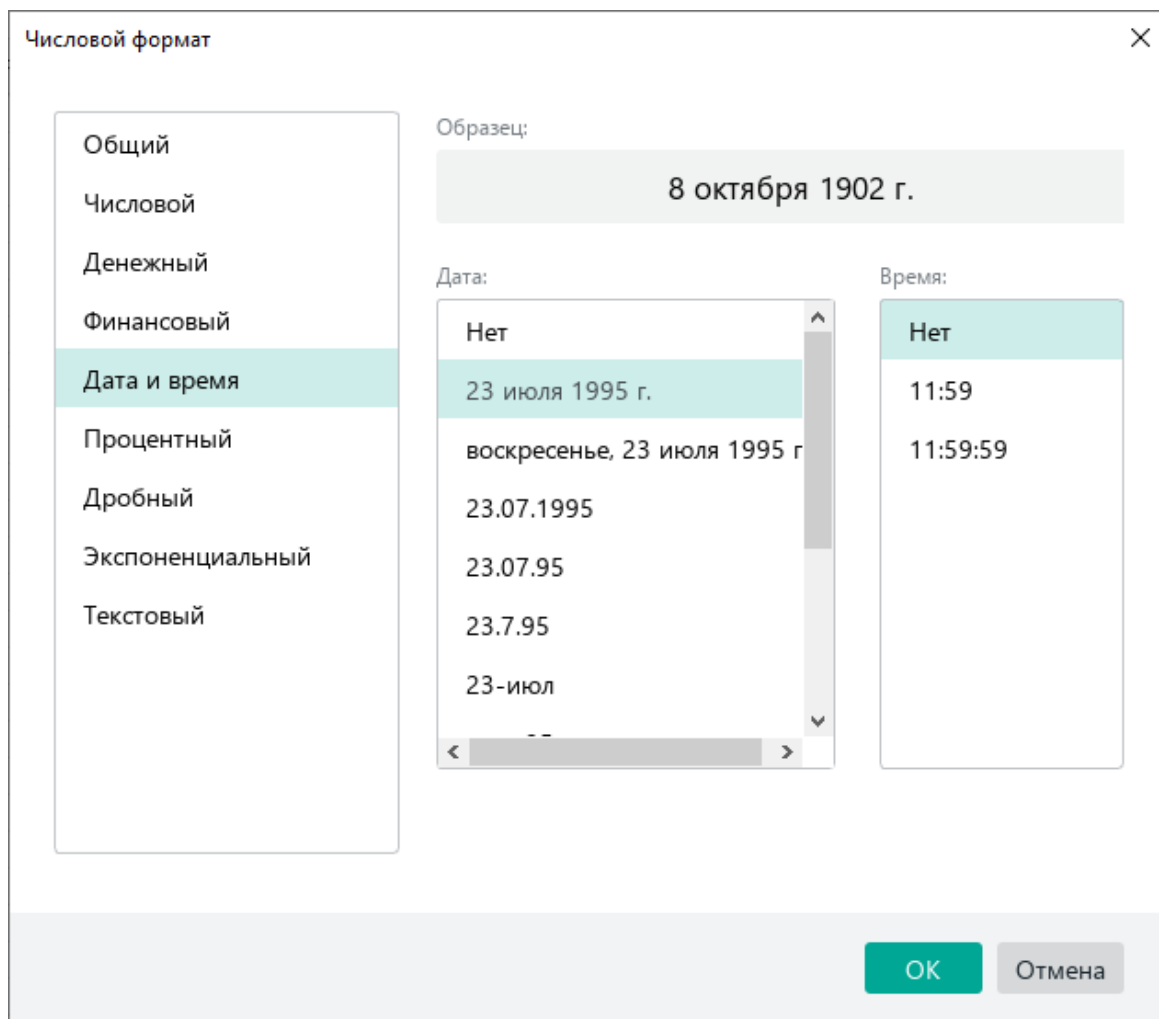 Числовой формат
Общий
Числовой
Денежный
Финансовый
Дата и время
Процентный
Дробный
Экспоненциальный
Текстовый
Образец:
8 октября 1902 г.
Дата:
Нет
23 июля 1995 г.
воскресенье, 23 июля 1995 г
23.07.1995
23.07.95
23.7.95
23-июл
Время:
Нет
11:59
11:59:59
ОК
Отмена